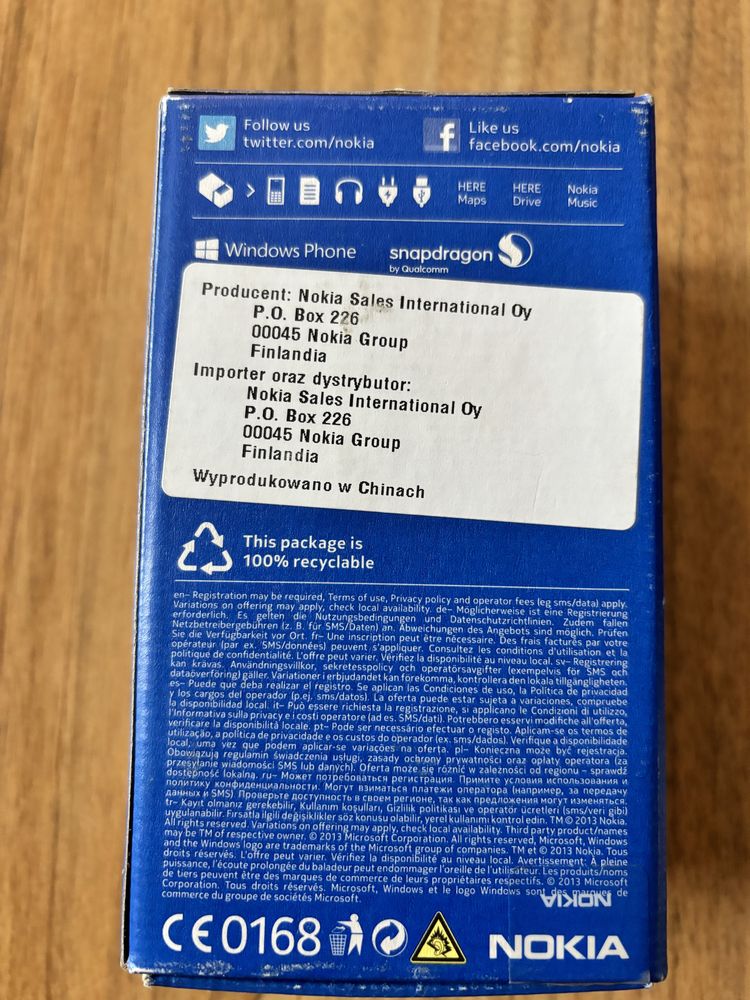 Follow us
twitter.com/nokia
Like us
facebook.com/nokia
HERE
Maps
HERE
Drive
Nokia
Music
Windows Phone
snapdragon
by Qualcomm
Producent: Nokia Sales International Oy
P.O. Box 226
00045 Nokia Group
Finlandia
Importer oraz dystrybutor:
Nokia Sales International Oy
P.O. Box 226
00045 Nokia Group
Finlandia
Wyprodukowano w Chinach
This package is
100% recyclable
en– Registration may be required, Terms of use, Privacy policy and operator fees (eg sms/data) apply.
Variations on offering may apply, check local availability. de– Möglicherweise ist eine Registrierung
erforderlich. Es gelten die Nutzungsbedingungen und Datenschutzrichtlinien. Zudem fallen
Netzbetreibergebühren (z. B. für SMS/Daten) an. Abweichungen des Angebots sind möglich. Prüfen
Sie die Verfügbarkeit vor Ort. fr– Une inscription peut être nécessaire. Des frais facturés par votre
opérateur (par ex. SMS/données) peuvent s'appliquer. Consultez les conditions d'utilisation et la
politique de confidentialité. L'offre peut varier. Vérifiez la disponibilité au niveau local. sv– Registrering
kan krävas. Användningsvillkor, sekretesspolicy och operatörsavgifter (exempelvis för SMS och
dataöverföring) gäller. Variationer i erbjudandet kan förekomma, kontrollera den lokala tillgängligheten.
es– Puede que deba realizar el registro. Se aplican las Condiciones de uso, la Política de privacidad
y los cargos del operador (p.ej. sms/datos). La oferta puede estar sujeta a variaciones, compruebe
la disponibilidad local. it– Può essere richiesta la registrazione, si applicano le Condizioni di utilizzo,
l'Informativa sulla privacy e i costi operatore (ad es. SMS/dati). Potrebbero esservi modifiche all'offerta,
verificare la disponibilità locale. pt– Pode ser necessário efectuar o registo. Aplicam-se os termos de
utilização, a política de privacidade e os custos do operador (ex. sms/dados). Verifique a disponibilidade
local, uma vez que podem aplicar-se variações na oferta. pl– Konieczna może być rejestracja.
Obowiązują regulamin świadczenia usługi, zasady ochrony prywatności oraz opłaty operatora (za
przesyłanie wiadomości SMS lub danych). Oferta może się różnić w zależności od regionu – sprawdź
dostępność lokalną. ru– Может потребоваться регистрация. Примите условия использования и
политику конфиденциальности. Могут взиматься платежи оператора (например, за передачу
данных и SMS) Проверьте доступность в своем регионе, так как предложения могут изменяться.
tr– Kayıt olmanız gerekebilir, Kullanım koşulları, Gizlilik politikası ve operatör ücretleri (sms/veri gibi)
uygulanabilir. Fırsatla ilgili değişiklikler söz konusu olabilir, yerel kullanımı kontrol edin. TM © 2013 Nokia.
All rights reserved. Variations on offering may apply, check local availability. Third party product/names
may be TM of respective owner. © 2013 Microsoft Corporation. All rights reserved, Microsoft, Windows
and the Windows logo are trademarks of the Microsoft group of companies. TM et © 2013 Nokia. Tous
droits réservés. L'offre peut varier. Vérifiez la disponibilité au niveau local. Avertissement: À pleine
puissance, l'écoute prolongée du baladeur peut endommager l'oreille de l'utilisateur. Les produits/noms
de tiers peuvent être des marques de commerce de leurs propriétaires respectifs. © 2013 Microsoft
Corporation. Tous droits réservés. Microsoft, Windows et le logo Windows sont des marques de
commerce du groupe de sociétés Microsoft.
NOKIA
CE0168
NOKIA